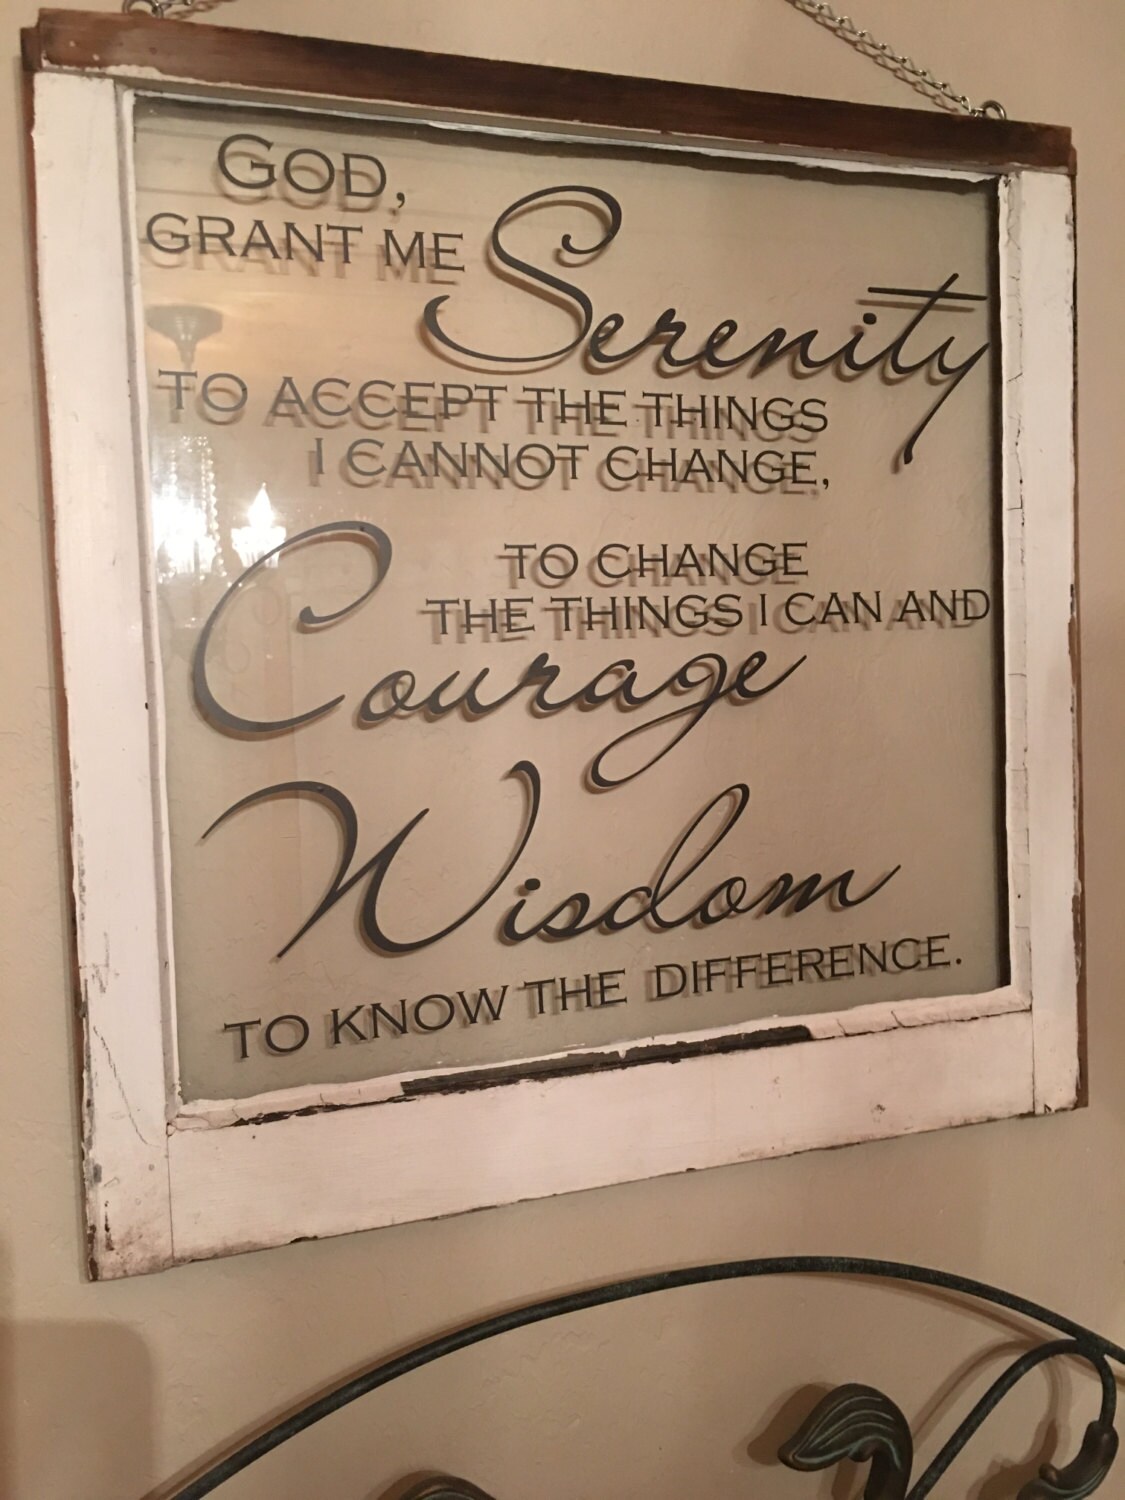 GOD,
GRANT ME Serenity
TO ACCEPT THE THINGS
I CANNOT CHANGE,
Courage TO CHANGE
THE THINGS I CAN AND
Wisdom
TO KNOW THE DIFFERENCE.